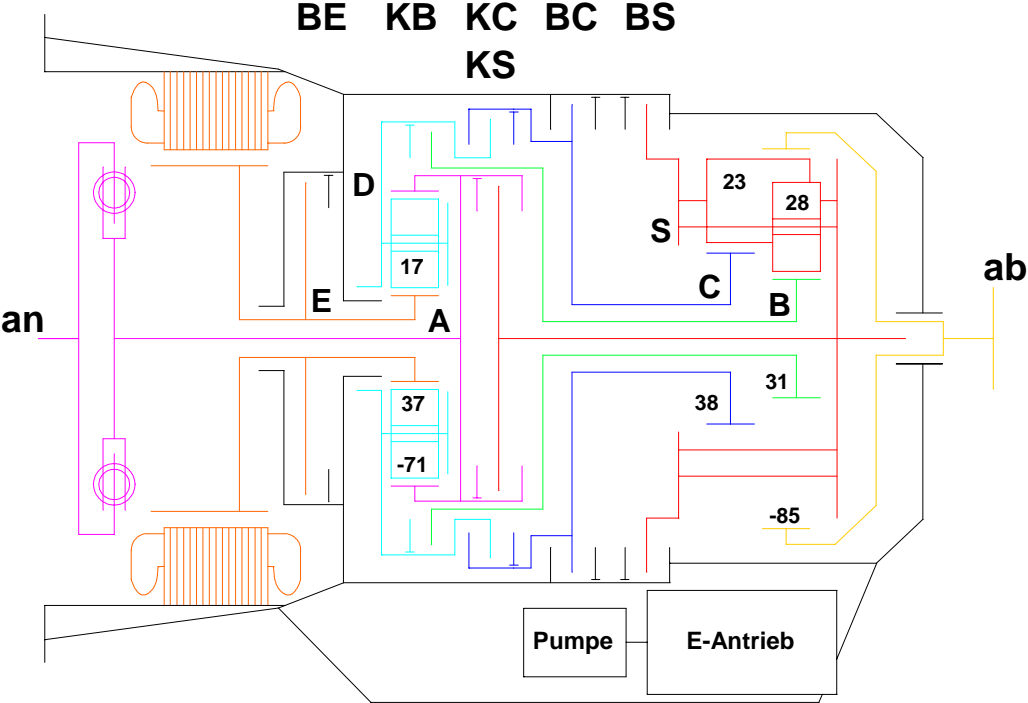 BE KB KC BC BS
KS
D
23
28
S
17
E
C
B
ab
an
A
31
37
38
-71
-85
Pumpe
E-Antrieb